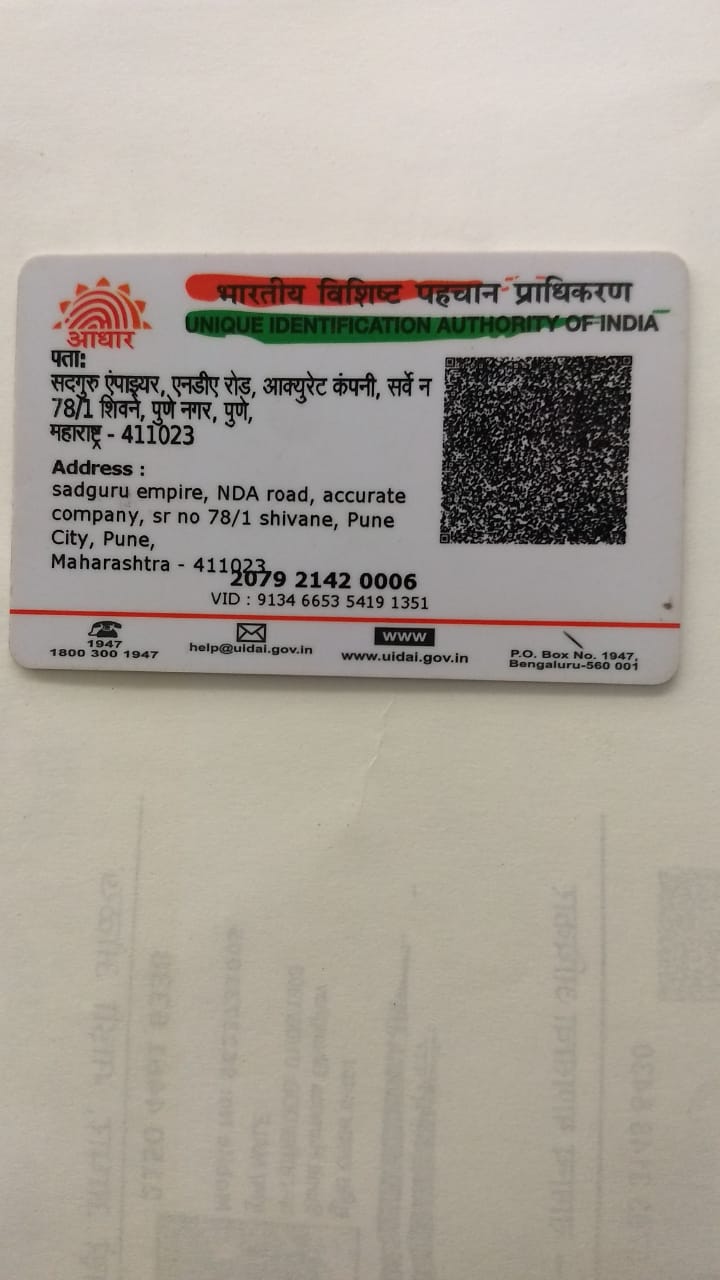 भारतीय विशिष्ट पहचान प्राधिकरण
UNIQUE IDENTIFICATION AUTHORITY OF INDIA
आधार
पता:
सदगुरु एंपाइयर, एनडीए रोड, आक्युरेट कंपनी, सर्वे न
78/1 शिवने, पुणे नगर, पुणे,
महाराष्ट्र - 411023
Address :
sadguru empire, NDA road, accurate
company, sr no 78/1 shivane, Pune
City, Pune,
Maharashtra - 411023
2079 2142 0006
VID : 9134 6653 5419 1351
1947
1800 300 1947
help@uidai.gov.in
www
www.uidai.gov.in
P.O. Box No. 1947,
Bengaluru-560 001